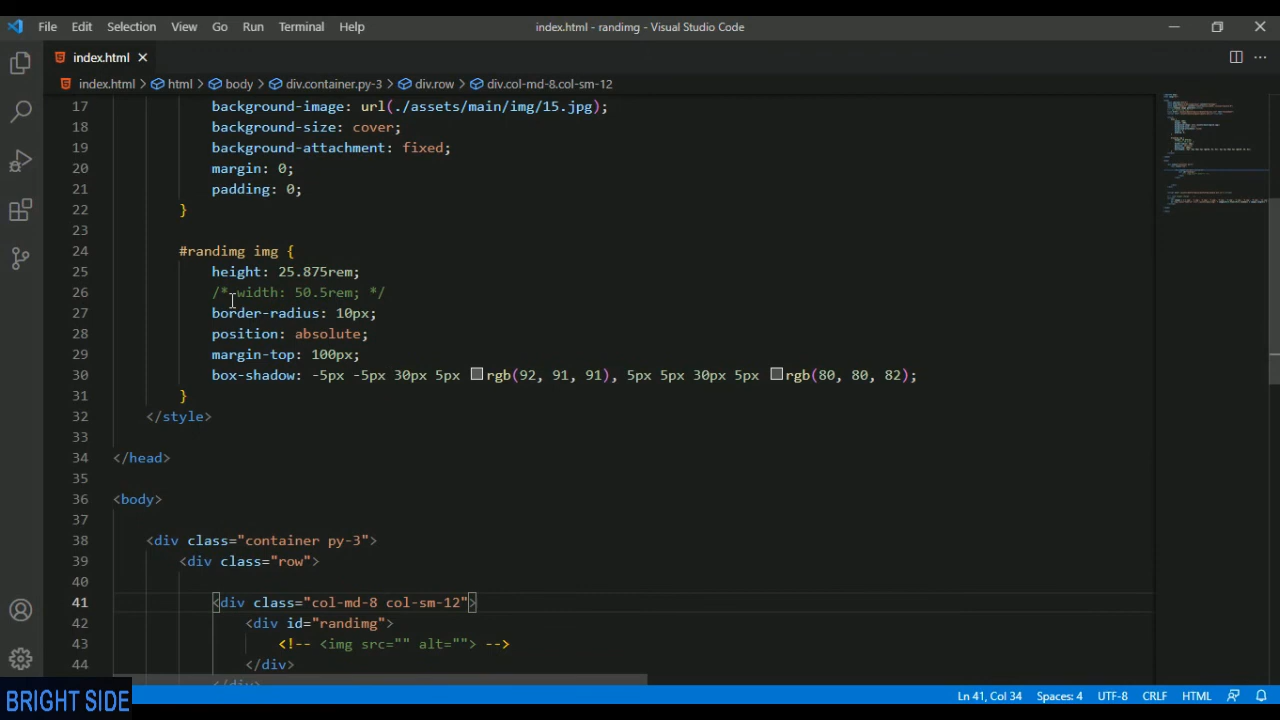 File Edit Selection View Go Run Terminal Help index.html - randimg - Visual Studio Code
index.html
index.html > html > body > div.container.py-3 > div.row > div.col-md-8.col-sm-12
17 background-image: url(./assets/main/img/15.jpg);
18 background-size: cover;
19 background-attachment: fixed;
20 margin: 0;
21 padding: 0;
22 }
23
24 #randimg img {
25 height: 25.875rem;
26 /* width: 50.5rem; */
27 border-radius: 10px;
28 position: absolute;
29 margin-top: 100px;
30 box-shadow: -5px -5px 30px 5px rgb(92, 91, 91), 5px 5px 30px 5px rgb(80, 80, 82);
31 }
32 </style>
33
34 </head>
35
36 <body>
37
38 <div class="container py-3">
39 <div class="row">
40
41 <div class="col-md-8 col-sm-12">
42 <div id="randimg">
43 <!-- <img src="" alt=""> -->
44 </div>
</div>
BRIGHT SIDE
Ln 41, Col 34 Spaces: 4 UTF-8 CRLF HTML